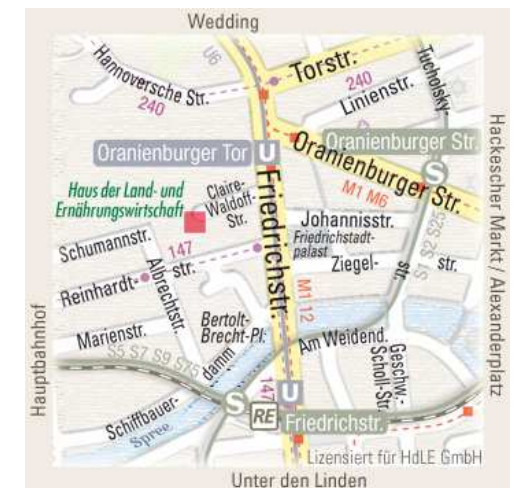 Wedding
Hannoversche Str.
240
U6
Torstr.
240
Linienstr.
Tucholsky-
Oranienburger Tor
U
Oranienburger Str.
S
Oranienburger Str.
M1 M6
Haus der Land- und
Ernährungswirtschaft
Claire-
Waldoff-
Str.
Friedrichstr.
Johannisstr.
Friedrichstadt-
palast
Ziegel-
str.
str.
S1 S2 S25
Schumannstr.
147
Reinhardt-
str.
Albrechtstr.
M1 12
Marienstr.
Bertolt-
Brecht-Pl.
damm
Am Weidend.
Geschw.-
Scholl-Str.
S5 S7 S9 S75
147
Schiffbauer-
Spree
S
RE
U
Friedrichstr.
Lizensiert für HdLE GmbH
Hauptbahnhof
Hackescher Markt / Alexanderplatz
Unter den Linden